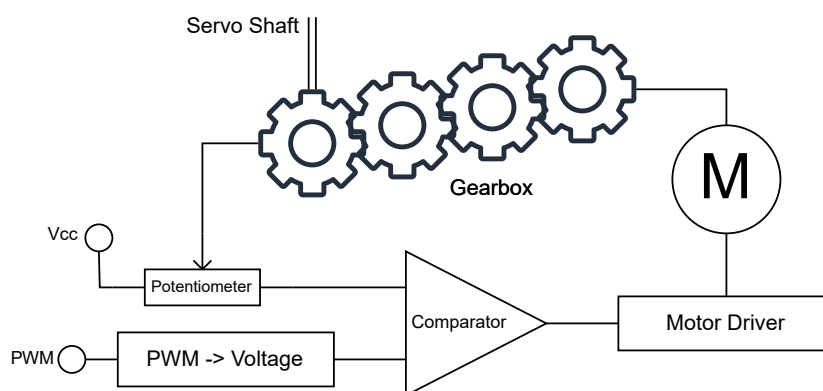 Servo Shaft
Gearbox
M
Vcc
Potentiometer
Comparator
Motor Driver
PWM
PWM -> Voltage